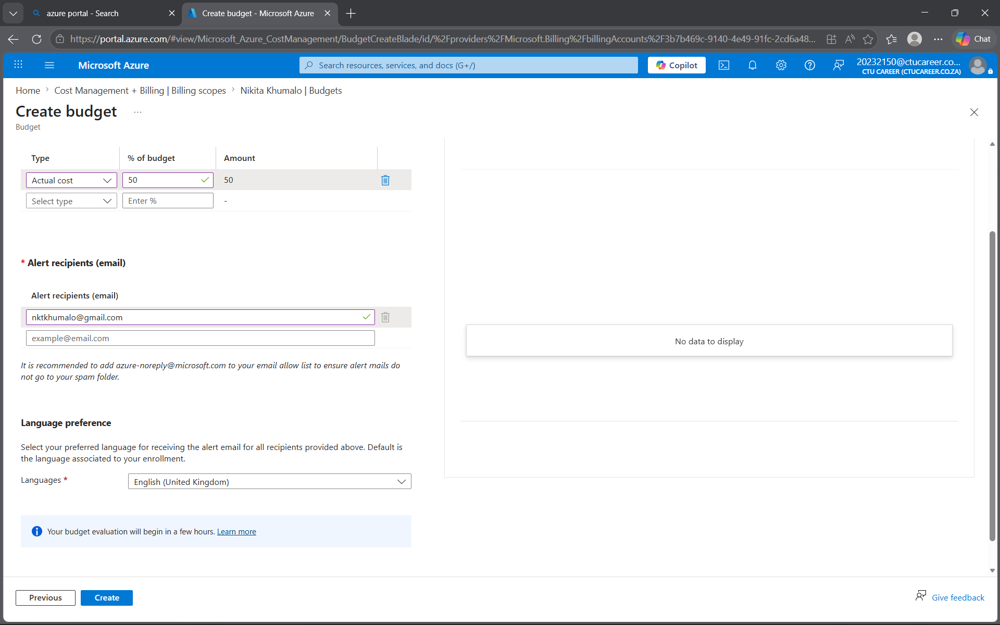 azure portal - Search
Create budget - Microsoft Azure
https://portal.azure.com/#view/Microsoft_Azure_CostManagement/BudgetCreateBlade/id/%2Fproviders%2FMicrosoft.Billing%2FbillingAccounts%2F3b7b469c-9140-4e49-91fc-2cd6a48...
Chat
Microsoft Azure
Search resources, services, and docs (G+/)
Copilot
20232150@ctucareer.co...
CTU CAREER (CTUCAREER.CO.ZA)
Home > Cost Management + Billing | Billing scopes > Nikita Khumalo | Budgets
Create budget ...
Budget
Type % of budget Amount
Actual cost 50 50
Select type Enter % -
* Alert recipients (email)
Alert recipients (email)
nktkhumalo@gmail.com
example@email.com
It is recommended to add azure-noreply@microsoft.com to your email allow list to ensure alert mails do
not go to your spam folder.
Language preference
Select your preferred language for receiving the alert email for all recipients provided above. Default is
the language associated to your enrollment.
Languages * English (United Kingdom)
Your budget evaluation will begin in a few hours. Learn more
No data to display
Previous Create
Give feedback